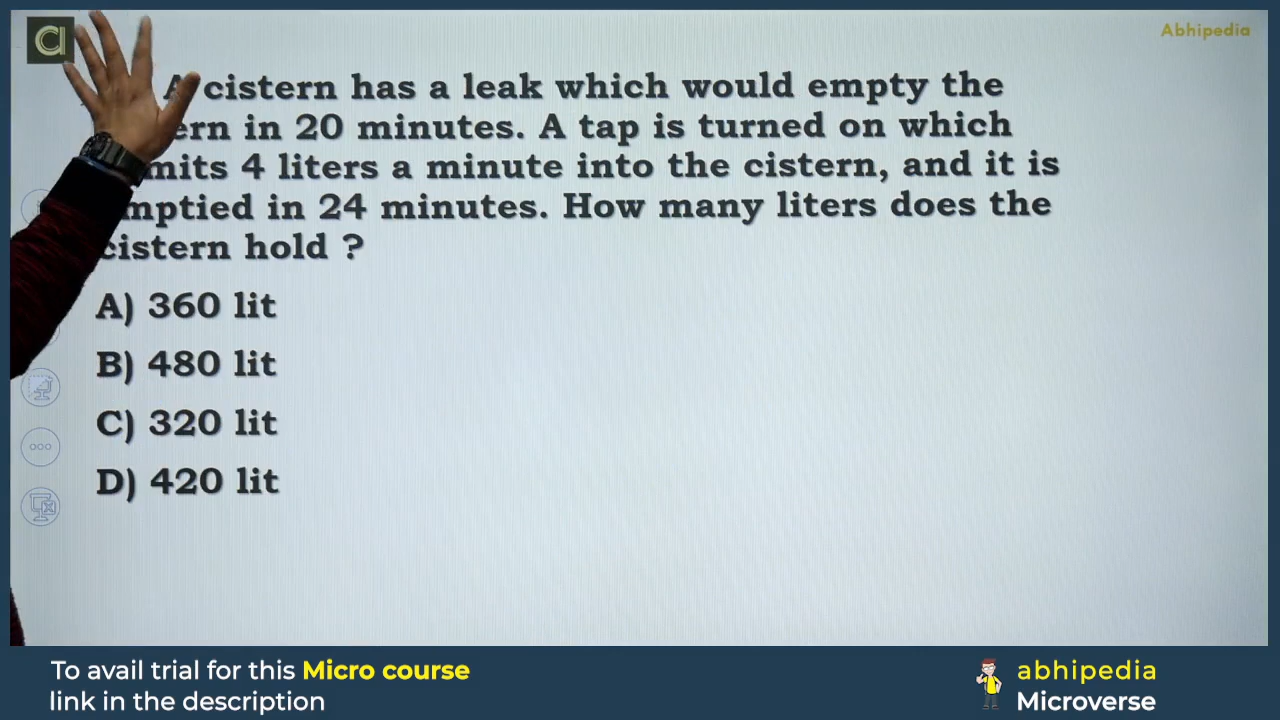 Abhipedia
A cistern has a leak which would empty the
in 20 minutes. A tap is turned on which
4 liters a minute into the cistern, and it is
in 24 minutes. How many liters does the
cistern hold ?
A) 360 lit
B) 480 lit
C) 320 lit
D) 420 lit
To avail trial for this Micro course
link in the description
abhipedia
Microverse